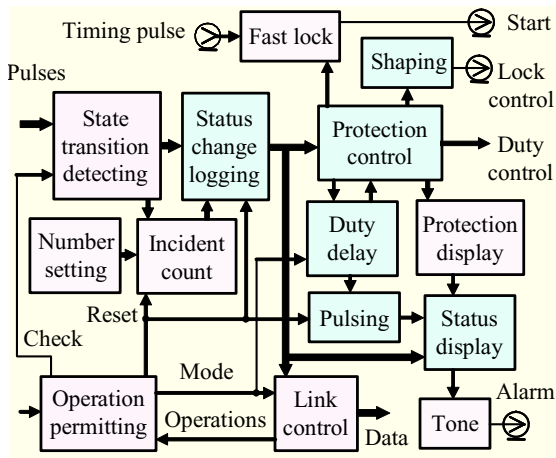 Timing pulse
Fast lock
Start
Pulses
Shaping
Lock
control
State
transition
detecting
Status
change
logging
Protection
control
Duty
control
Number
setting
Incident
count
Duty
delay
Protection
display
Reset
Pulsing
Status
display
Check
Mode
Operation
permitting
Operations
Link
control
Data
Tone
Alarm